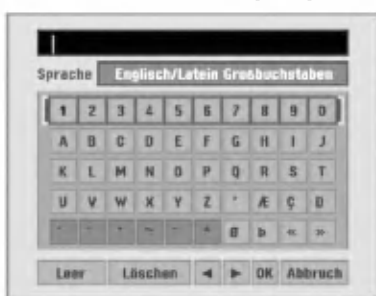 Sprache Englisch/Latein Großbuchstaben
1 2 3 4 5 6 7 8 9 0
A B C D E F G H I J
K L M N O P Q R S T
U V W X Y Z ' Æ Ç
Ø « »
Leer Löschen ◄ ► OK Abbruch